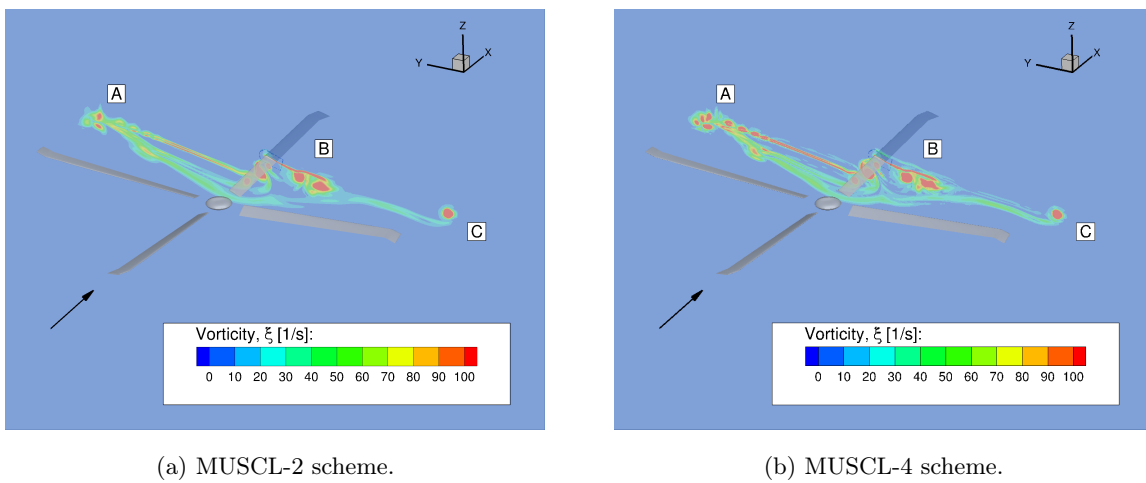 Z
Y
X
A
B
C
Vorticity, ξ [1/s]:
0 10 20 30 40 50 60 70 80 90 100
(a) MUSCL-2 scheme.
Z
Y
X
A
B
C
Vorticity, ξ [1/s]:
0 10 20 30 40 50 60 70 80 90 100
(b) MUSCL-4 scheme.